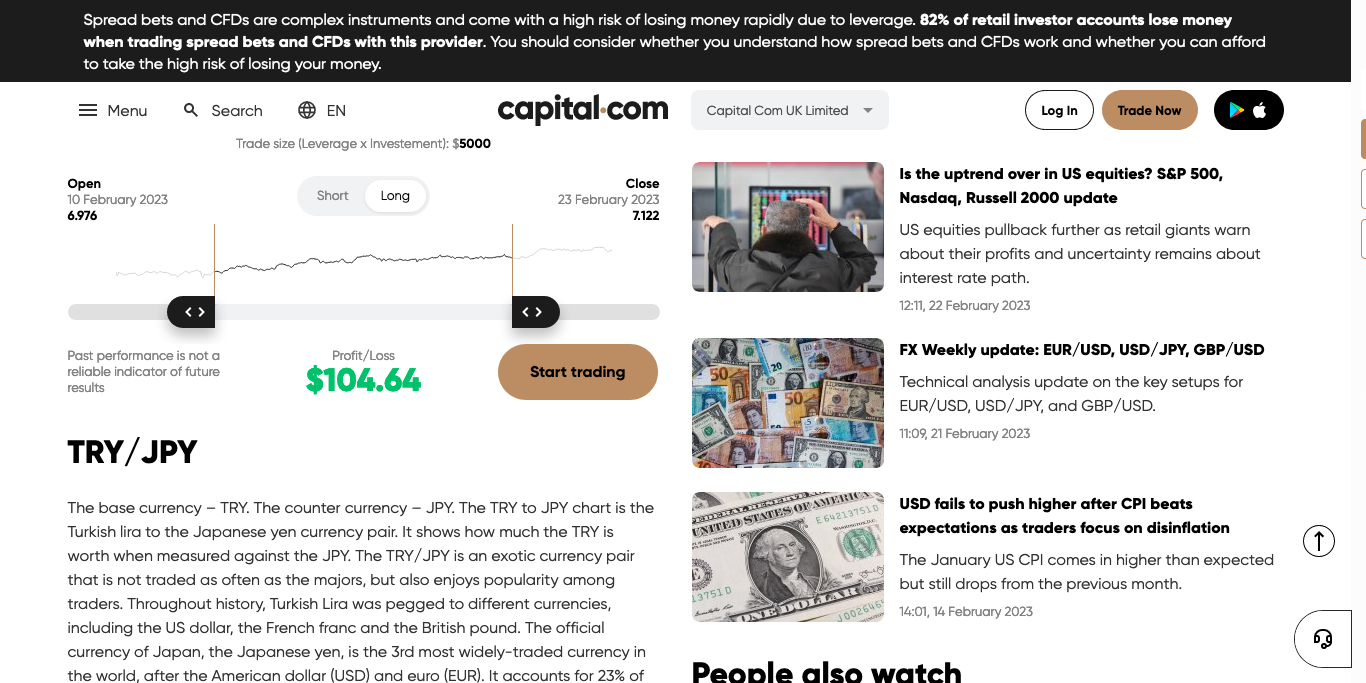 Spread bets and CFDs are complex instruments and come with a high risk of losing money rapidly due to leverage. 82% of retail investor accounts lose money
when trading spread bets and CFDs with this provider. You should consider whether you understand how spread bets and CFDs work and whether you can afford
to take the high risk of losing your money.
Menu
Search
EN
capital.com
Capital Com UK Limited
Log In
Trade Now
Trade size (Leverage x Investement): $5000
Open
10 February 2023
6.976
Short
Long
Close
23 February 2023
7.122
Past performance is not a
reliable indicator of future
results
Profit/Loss
$104.64
Start trading
TRY/JPY
The base currency – TRY. The counter currency – JPY. The TRY to JPY chart is the
Turkish lira to the Japanese yen currency pair. It shows how much the TRY is
worth when measured against the JPY. The TRY/JPY is an exotic currency pair
that is not traded as often as the majors, but also enjoys popularity among
traders. Throughout history, Turkish Lira was pegged to different currencies,
including the US dollar, the French franc and the British pound. The official
currency of Japan, the Japanese yen, is the 3rd most widely-traded currency in
the world, after the American dollar (USD) and euro (EUR). It accounts for 23% of
Is the uptrend over in US equities? S&P 500,
Nasdaq, Russell 2000 update
US equities pullback further as retail giants warn
about their profits and uncertainty remains about
interest rate path.
12:11, 22 February 2023
FX Weekly update: EUR/USD, USD/JPY, GBP/USD
Technical analysis update on the key setups for
EUR/USD, USD/JPY, and GBP/USD.
11:09, 21 February 2023
USD fails to push higher after CPI beats
expectations as traders focus on disinflation
The January US CPI comes in higher than expected
but still drops from the previous month.
14:01, 14 February 2023
People also watch